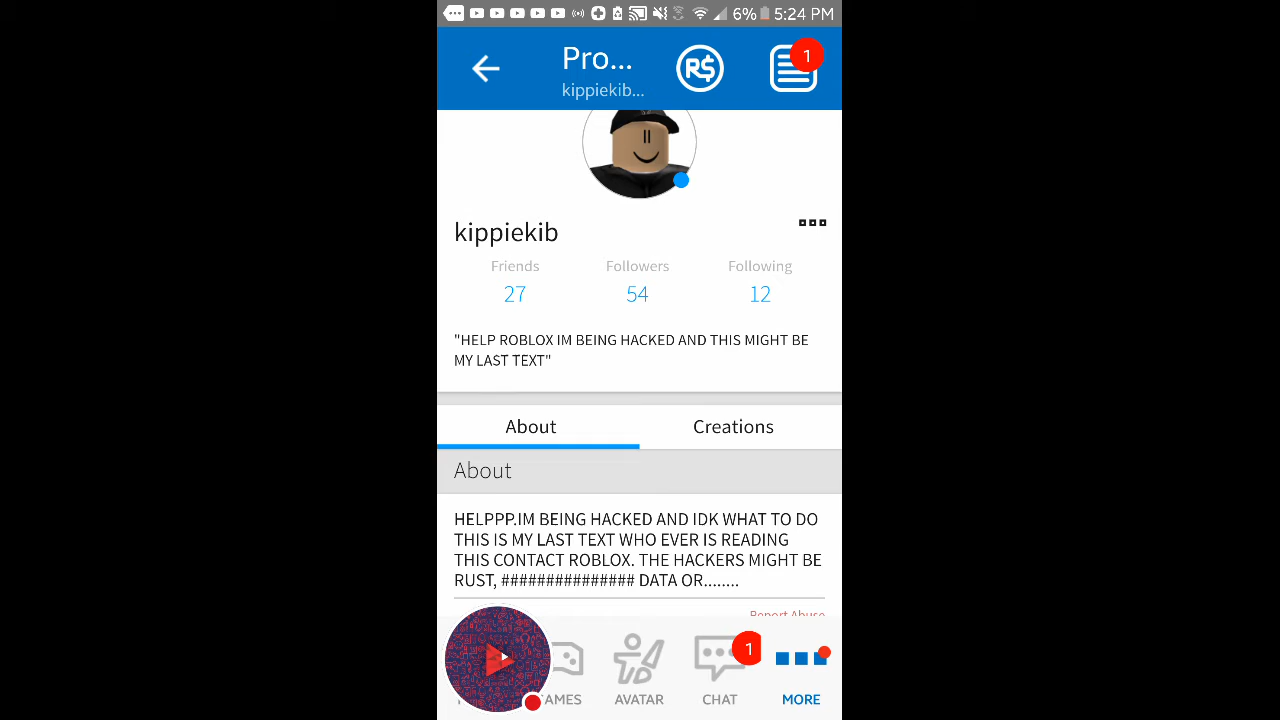 6% 5:24 PM
Pro...
kippiekib...
R$
1
kippiekib
Friends Followers Following
27 54 12
"HELP ROBLOX IM BEING HACKED AND THIS MIGHT BE
MY LAST TEXT"
About Creations
About
HELPPP.IM BEING HACKED AND IDK WHAT TO DO
THIS IS MY LAST TEXT WHO EVER IS READING
THIS CONTACT ROBLOX. THE HACKERS MIGHT BE
RUST, ############### DATA OR........
Report Abuse
1
AMES AVATAR CHAT MORE